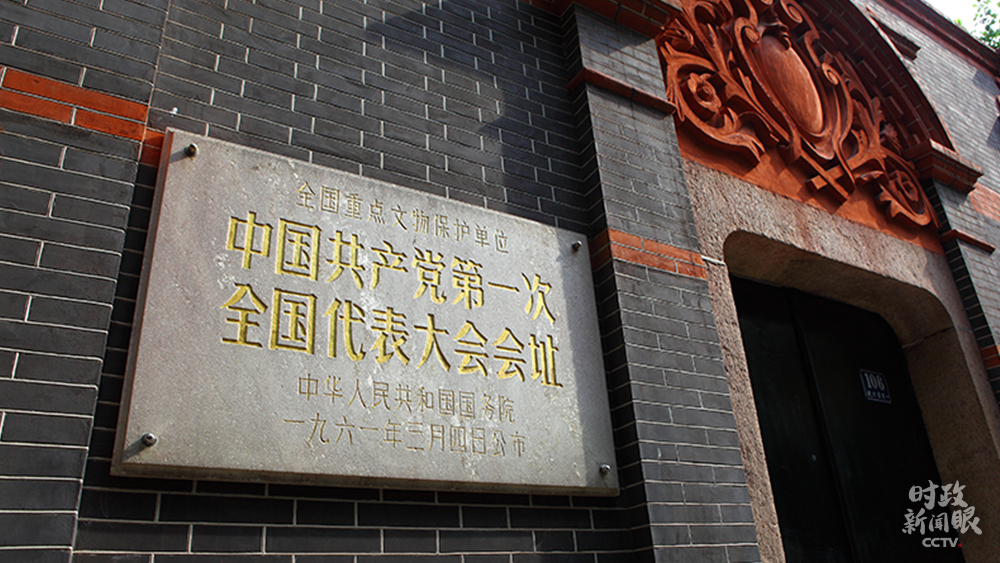 全国重点文物保护单位
中国共产党第一次
全国代表大会会址
中华人民共和国国务院
一九六一年三月四日公布
106
时政
新闻眼
CCTV